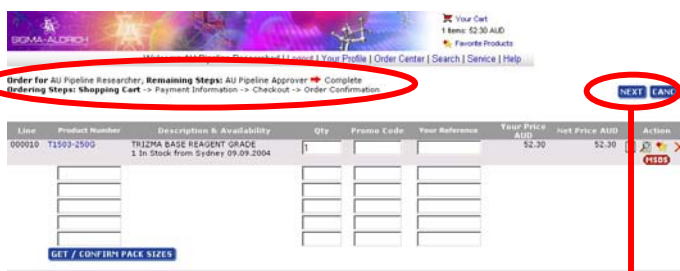 SIGMA-ALDRICH
Your Cart
1 items: 52.30 AUD
Favorite Products
Welcome AU Pipeline Researcher! | Logout | Your Profile | Order Center | Search | Service | Help
Order for AU Pipeline Researcher, Remaining Steps: AU Pipeline Approver Complete
Ordering Steps: Shopping Cart -> Payment Information -> Checkout -> Order Confirmation
NEXT CANC
Line Product Number Description & Availability Qty Promo Code Your Reference Your Price AUD Net Price AUD Action
000010 T1503-250G TRIZMA BASE REAGENT GRADE 1 52.30 52.30
1 In Stock from Sydney 09.09.2004
MSDS
GET / CONFIRM PACK SIZES